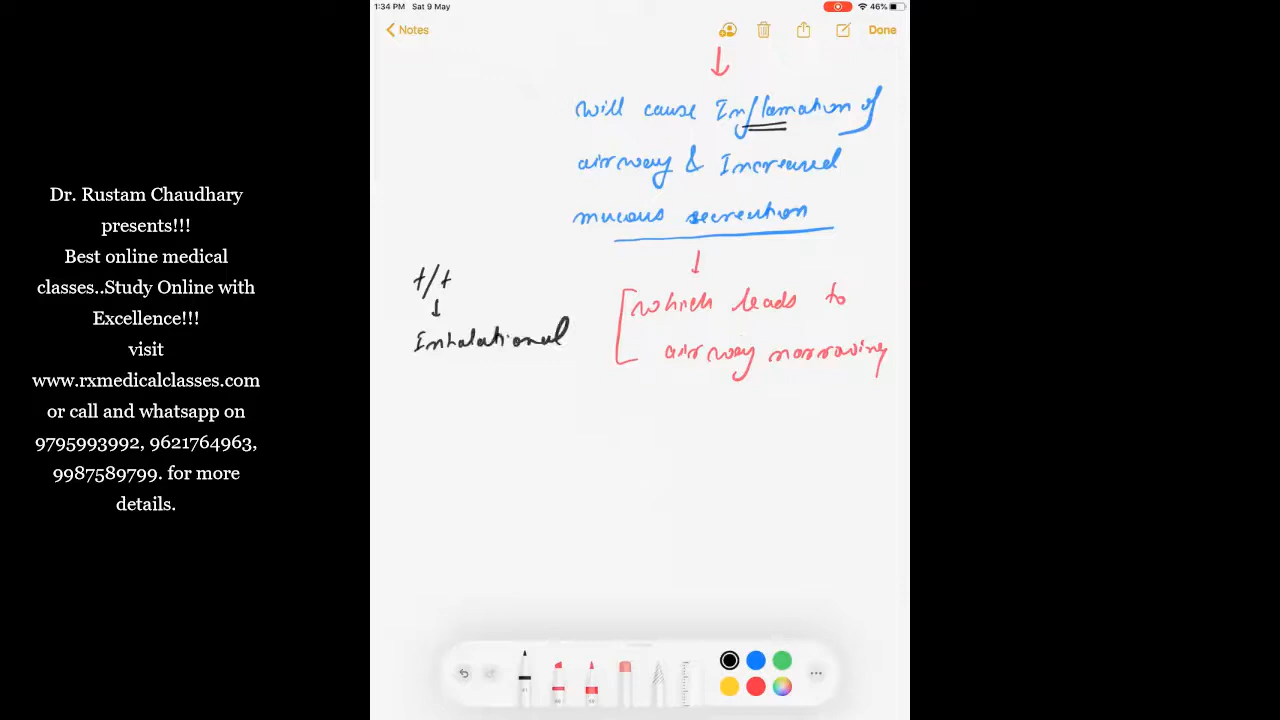 1:34 PM Sat 9 May
46%
Notes
Done
Dr. Rustam Chaudhary
presents!!!
Best online medical
classes..Study Online with
Excellence!!!
visit
www.rxmedicalclasses.com
or call and whatsapp on
9795993992, 9621764963,
9987589799. for more
details.
will cause Inflamation of
airway & Increased
mucous secreution
t/t
Inhalational
which leads to
airway narrowing